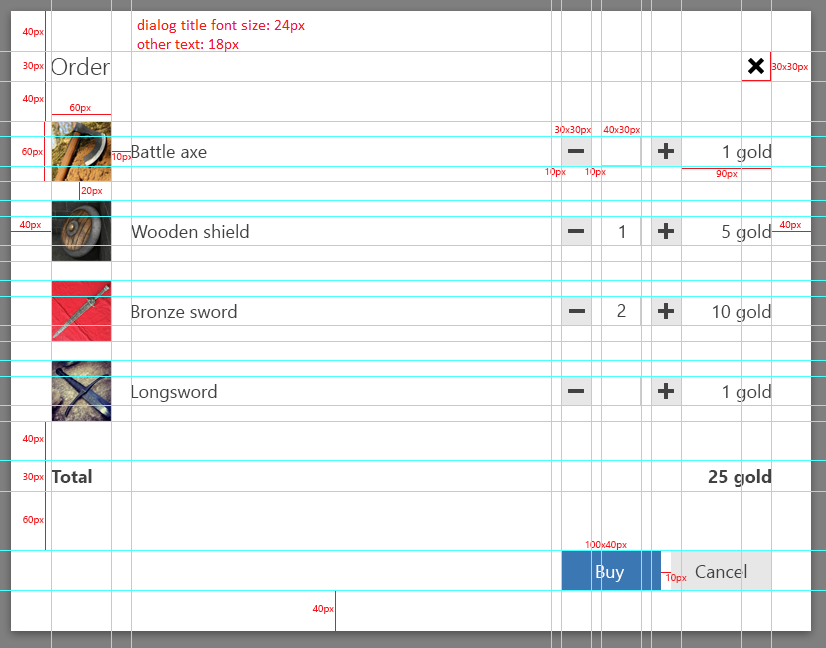 dialog title font size: 24px
other text: 18px
40px
30px
Order
30x30px
40px
60px
30x30px
40x30px
60px
10px
Battle axe
1 gold
10px
10px
90px
20px
40px
Wooden shield
1
5 gold
40px
Bronze sword
2
10 gold
Longsword
1 gold
40px
30px
Total
25 gold
60px
100x40px
Buy
10px
Cancel
40px